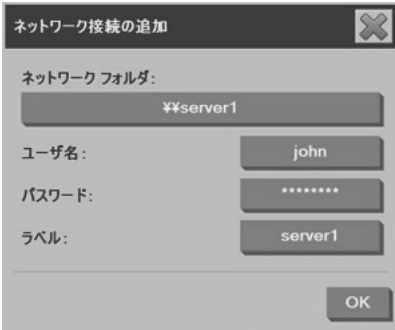 ネットワーク接続の追加
ネットワーク フォルダ:
¥¥server1
ユーザ名: john
パスワード: ********
ラベル: server1
OK